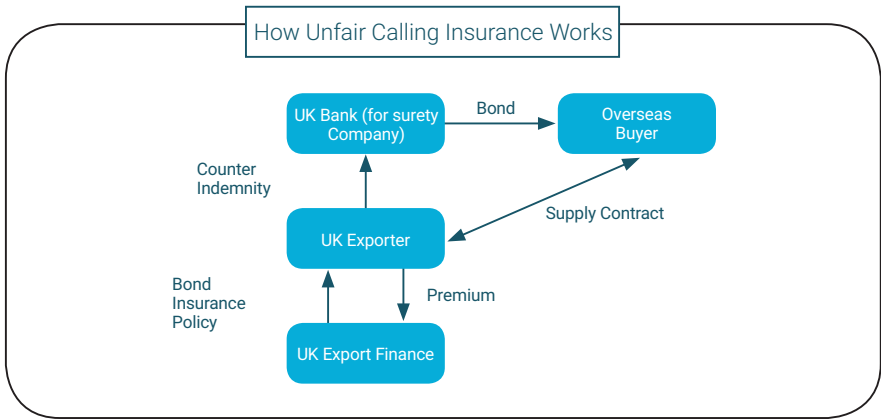 How Unfair Calling Insurance Works
UK Bank (for surety
Company)
Bond
Overseas
Buyer
Counter
Indemnity
Supply Contract
UK Exporter
Bond
Insurance
Policy
Premium
UK Export Finance